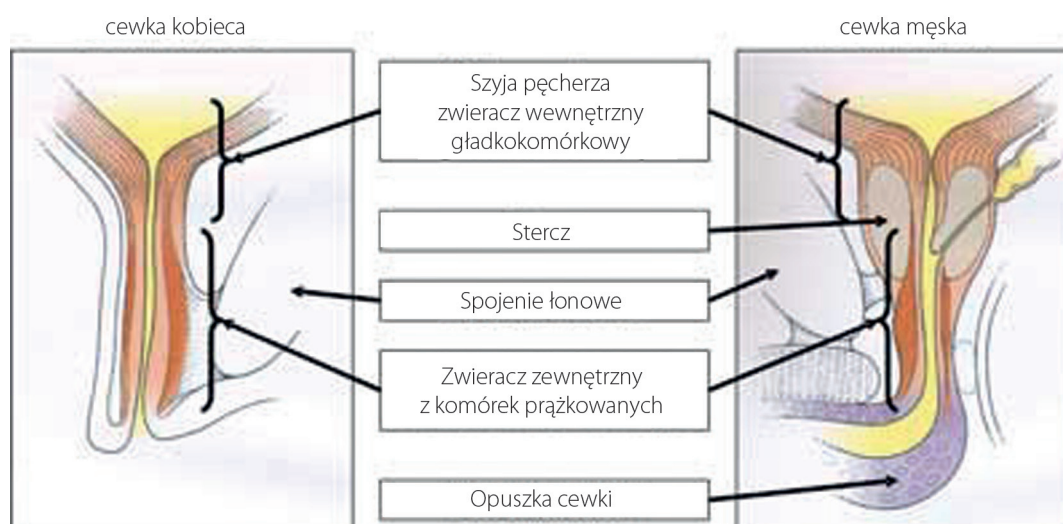 cewka kobieca
cewka męska
Szyja pęcherza
zwieracz wewnętrzny
gładkokomórkowy
Stercz
Spojenie łonowe
Zwieracz zewnętrzny
z komórek prążkowanych
Opuszka cewki